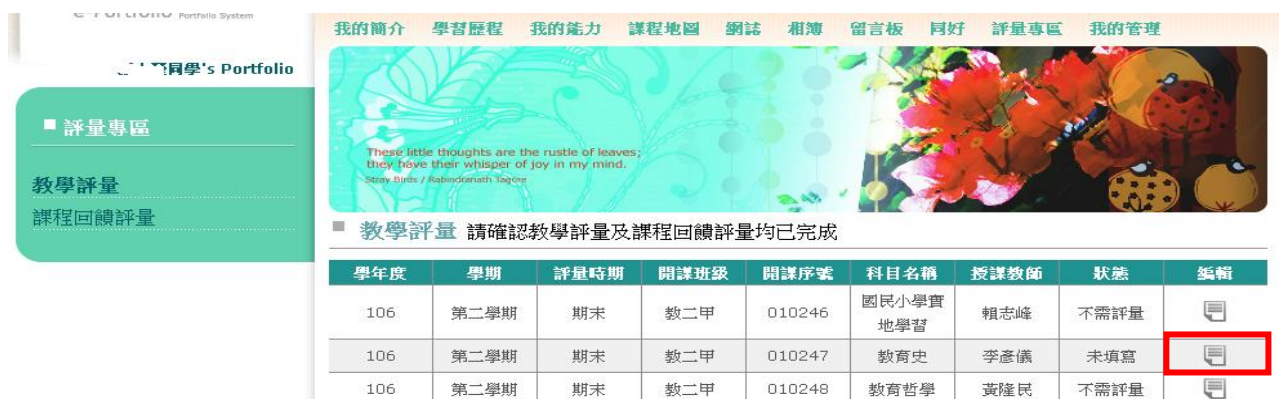 e-Portfolio Portfolio System
我的簡介 學習歷程 我的能力 課程地圖 網誌 相簿 留言板 同好 評量專區 我的管理
同學's Portfolio
評量專區
教學評量
課程回饋評量
These little thoughts are the rustle of leaves;
they have their whisper of joy in my mind.
Stray Birds / Rabindranath Tagore
教學評量 請確認教學評量及課程回饋評量均已完成
學年度 學期 評量時期 開課班級 開課序號 科目名稱 授課教師 狀態 編輯
106 第二學期 期末 教二甲 010246 國民小學實地學習 賴志峰 不需評量
106 第二學期 期末 教二甲 010247 教育史 李彥儀 未填寫
106 第二學期 期末 教二甲 010248 教育哲學 黃隆民 不需評量